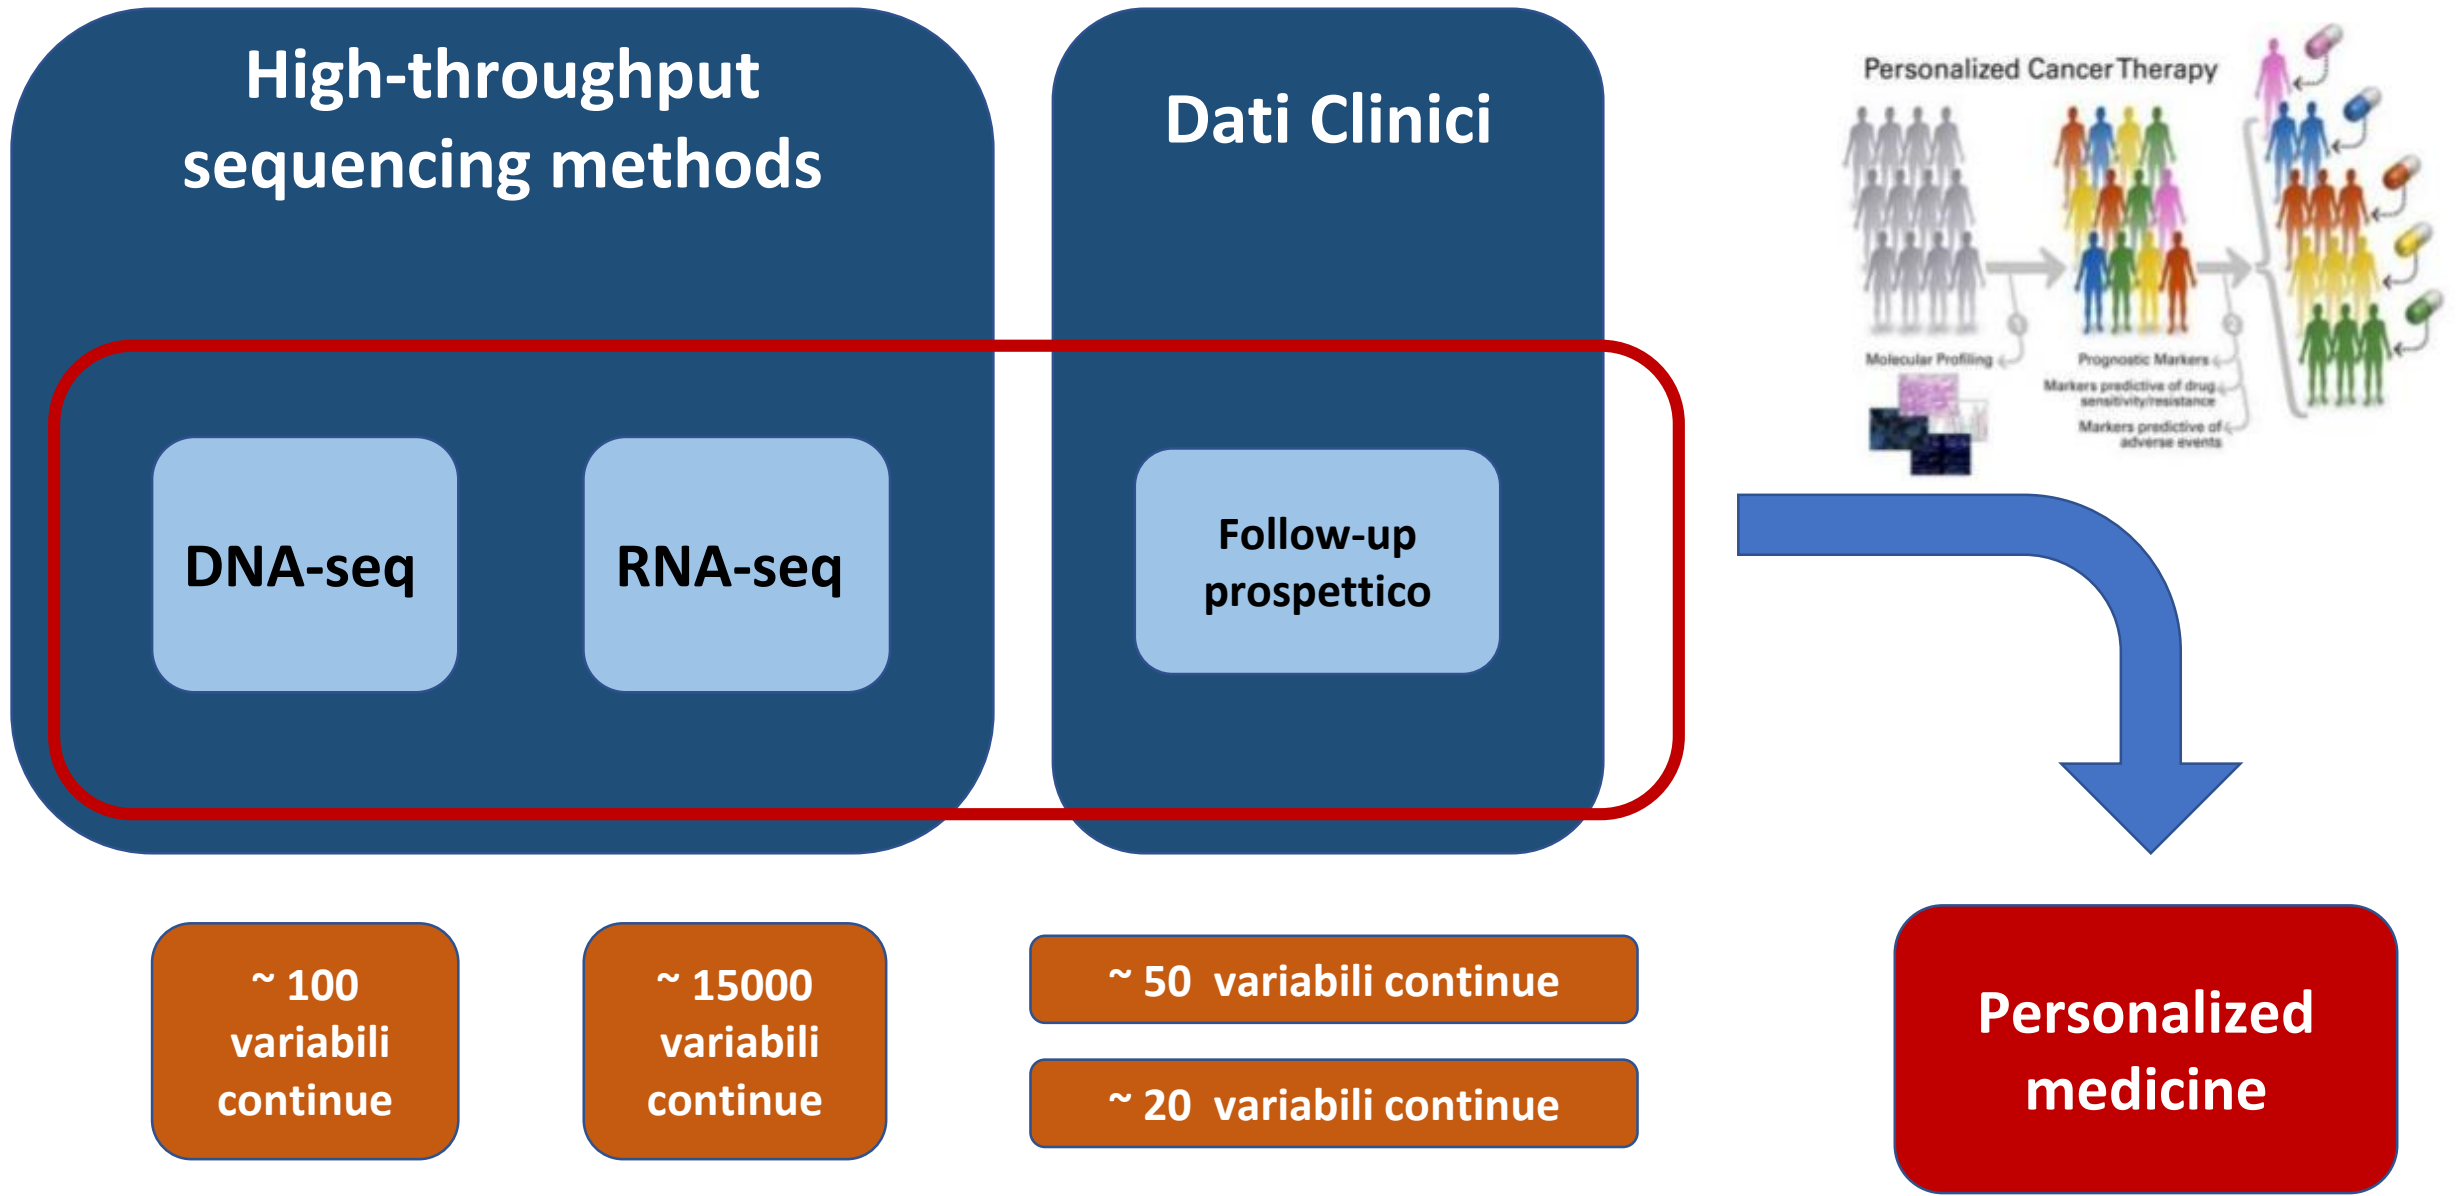 High-throughput
sequencing methods
DNA-seq
RNA-seq
Dati Clinici
Follow-up
prospettico
~ 100
variabili
continue
~ 15000
variabili
continue
~ 50 variabili continue
~ 20 variabili continue
Personalized Cancer Therapy
1
2
Molecular Profiling
Prognostic Markers
Markers predictive of drug
sensitivity/resistance
Markers predictive of
adverse events
Personalized
medicine